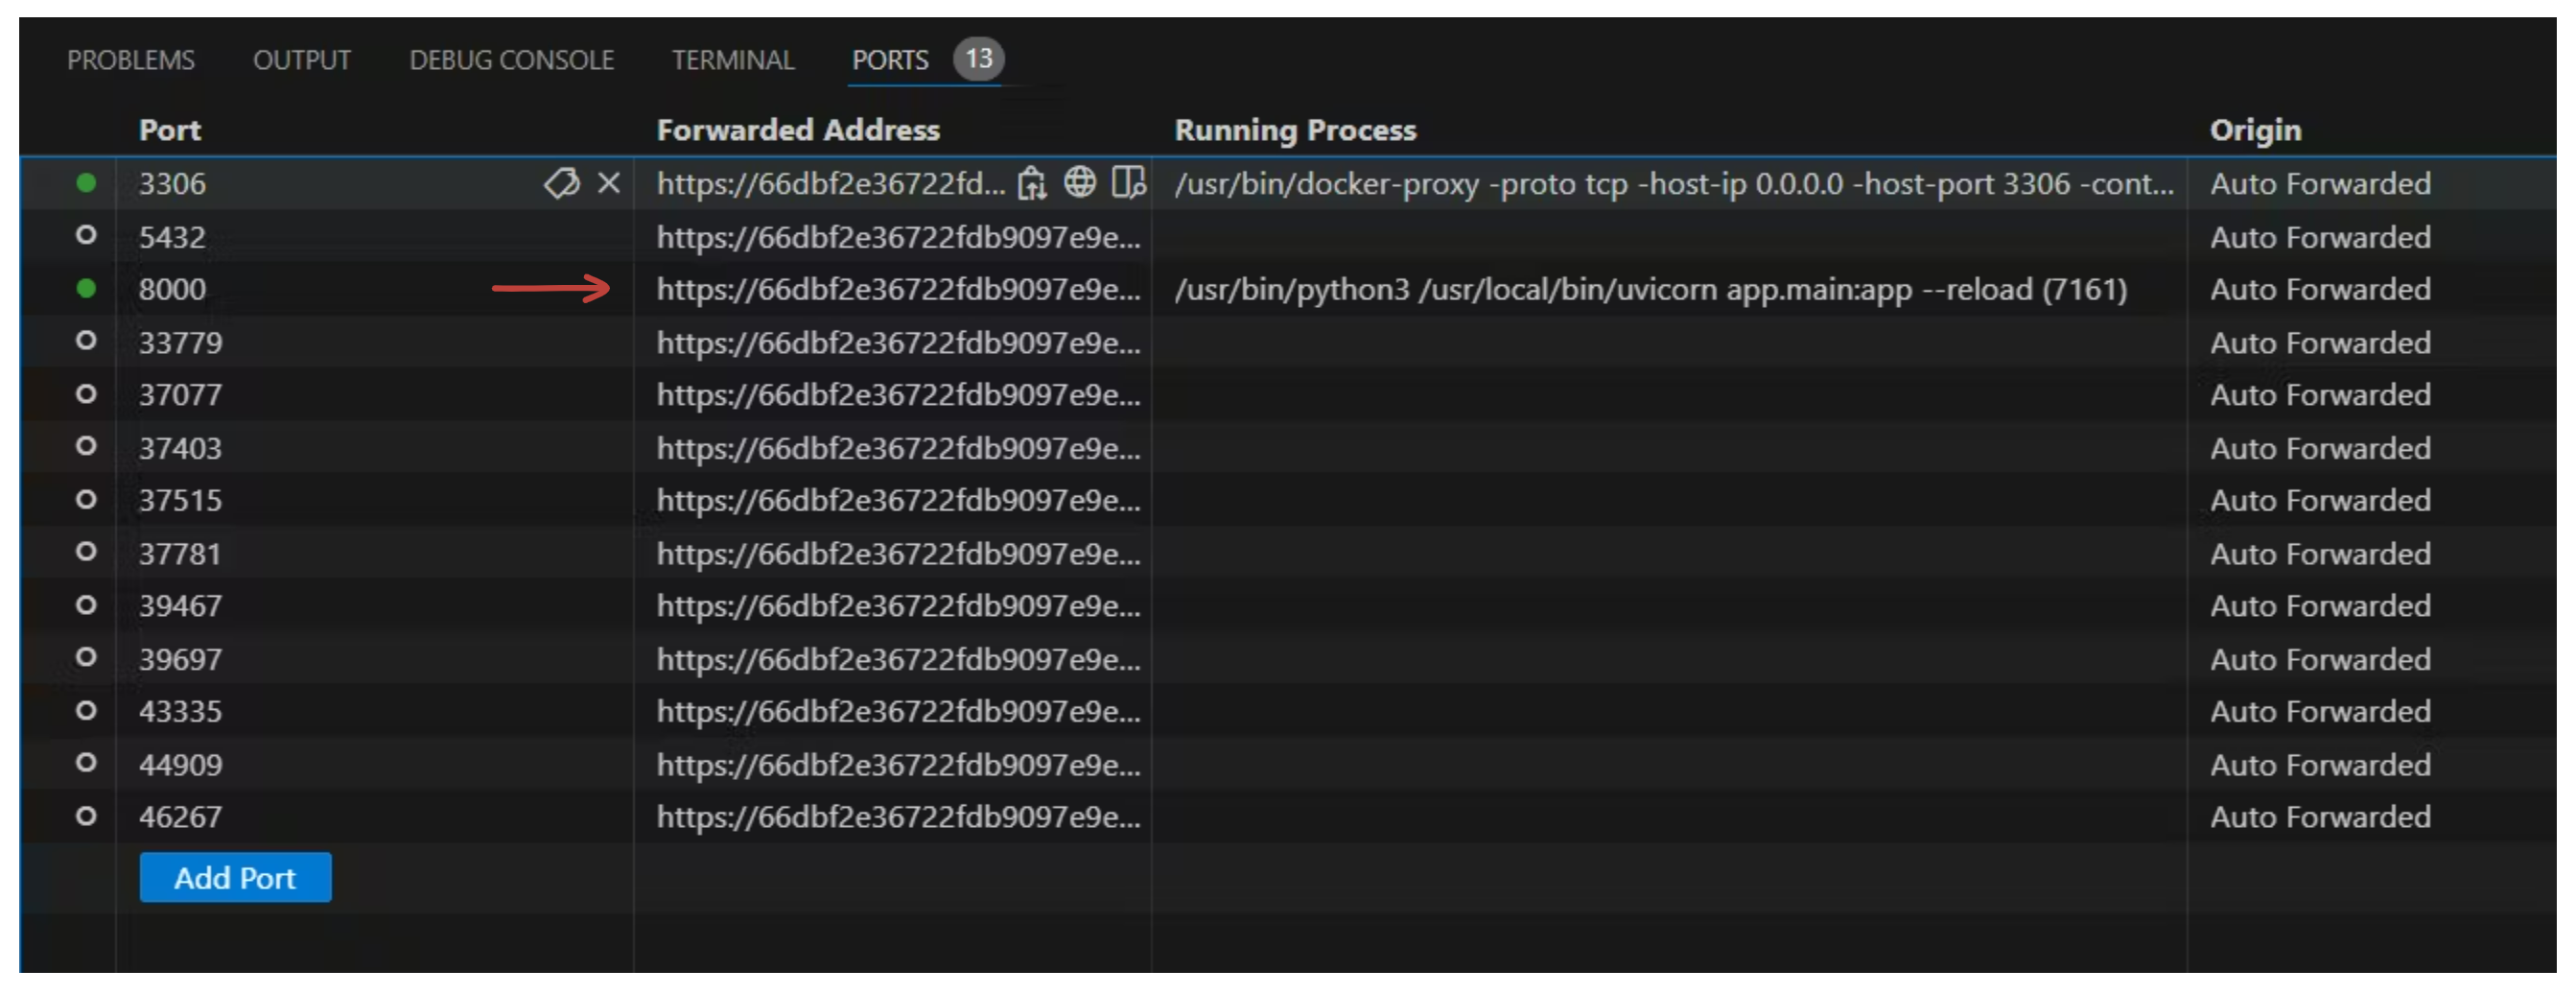 PROBLEMS OUTPUT DEBUG CONSOLE TERMINAL PORTS 13
Port Forwarded Address Running Process Origin
3306 https://66dbf2e36722fd... /usr/bin/docker-proxy -proto tcp -host-ip 0.0.0.0 -host-port 3306 -cont... Auto Forwarded
5432 https://66dbf2e36722fdb9097e9e... Auto Forwarded
8000 https://66dbf2e36722fdb9097e9e... /usr/bin/python3 /usr/local/bin/uvicorn app.main:app --reload (7161) Auto Forwarded
33779 https://66dbf2e36722fdb9097e9e... Auto Forwarded
37077 https://66dbf2e36722fdb9097e9e... Auto Forwarded
37403 https://66dbf2e36722fdb9097e9e... Auto Forwarded
37515 https://66dbf2e36722fdb9097e9e... Auto Forwarded
37781 https://66dbf2e36722fdb9097e9e... Auto Forwarded
39467 https://66dbf2e36722fdb9097e9e... Auto Forwarded
39697 https://66dbf2e36722fdb9097e9e... Auto Forwarded
43335 https://66dbf2e36722fdb9097e9e... Auto Forwarded
44909 https://66dbf2e36722fdb9097e9e... Auto Forwarded
46267 https://66dbf2e36722fdb9097e9e... Auto Forwarded
Add Port